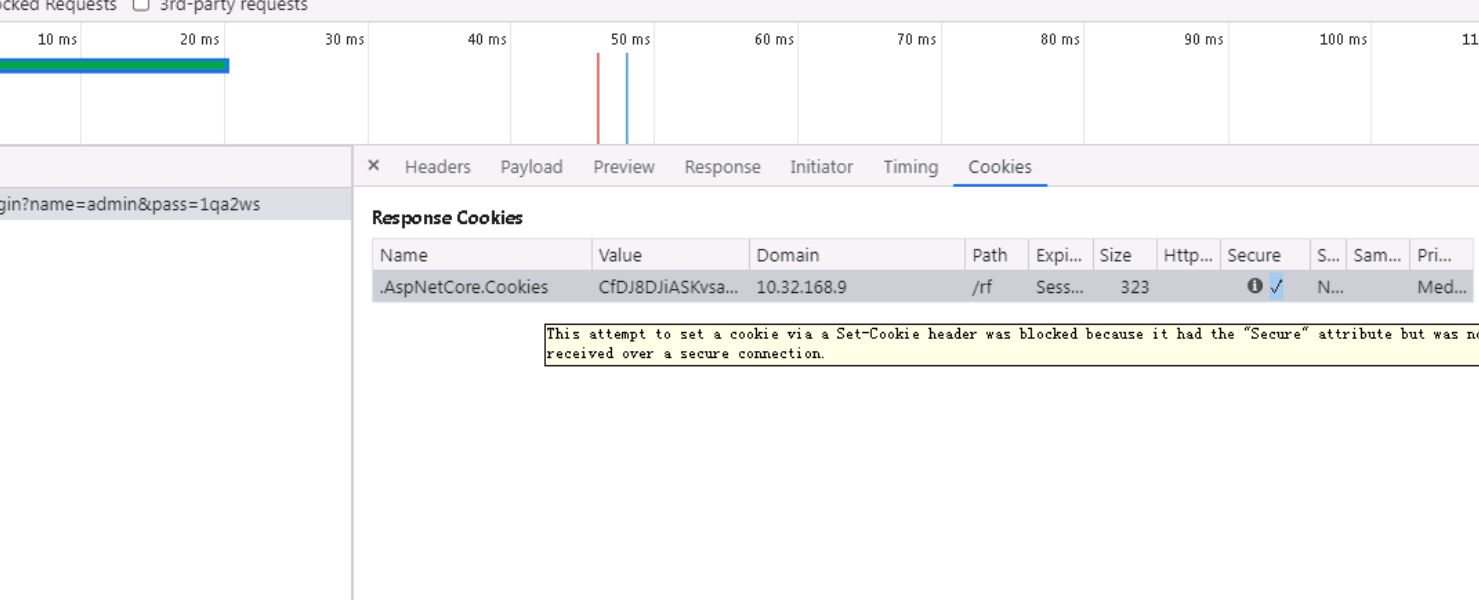 ocked Requests 3rd-party requests
10 ms 20 ms 30 ms 40 ms 50 ms 60 ms 70 ms 80 ms 90 ms 100 ms 11
× Headers Payload Preview Response Initiator Timing Cookies
gin?name=admin&pass=1qa2ws
Response Cookies
Name Value Domain Path Expi... Size Http... Secure S... Sam... Pri...
.AspNetCore.Cookies CfDJ8DJiASKvsa... 10.32.168.9 /rf Sess... 323 ✓ N... Med...
This attempt to set a cookie via a Set-Cookie header was blocked because it had the "Secure" attribute but was no
received over a secure connection.